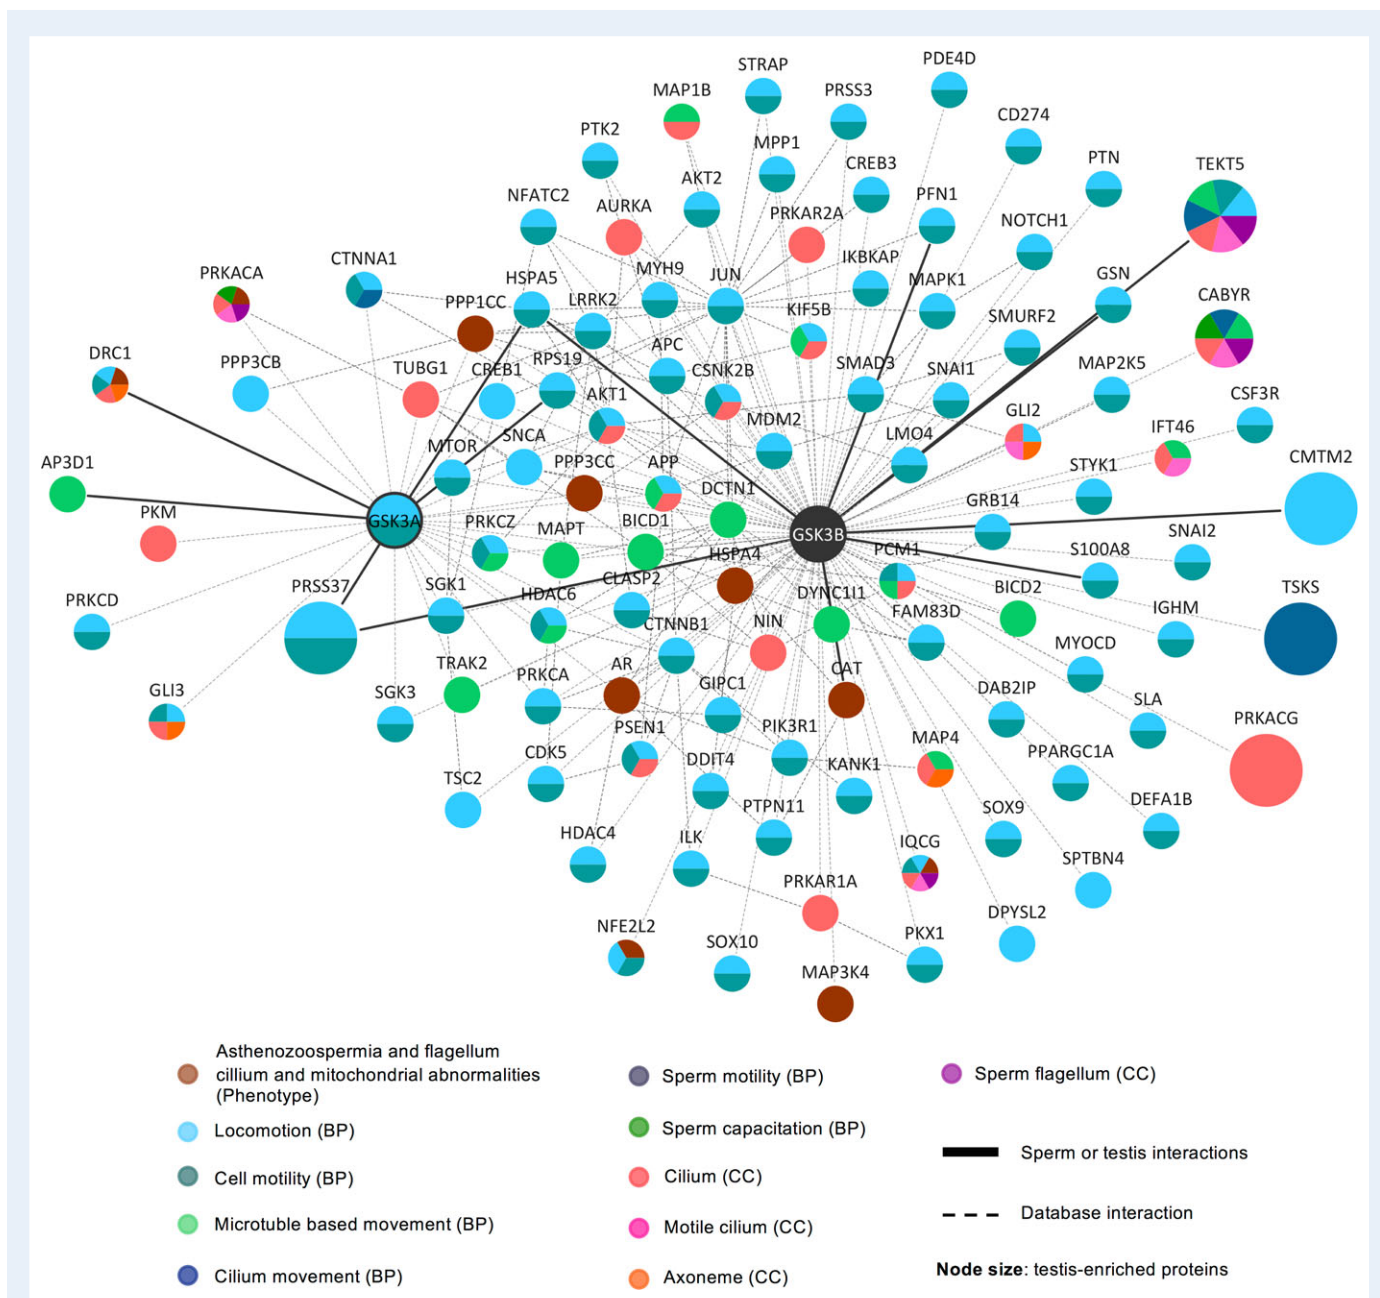 STRAP
PDE4D
MAP1B
PRSS3
CD274
PTK2
MPP1
CREB3
PTN
TEKT5
NFATC2
AURKA
AKT2
PRKAR2A
PFN1
NOTCH1
PRKACA
CTNNA1
HSPA5
MYH9
JUN
IKBKAP
MAPK1
GSN
CABYR
PPP1CC
LRRK2
KIF5B
SMURF2
DRC1
PPP3CB
TUBG1
CREB1
RPS19
APC
CSNK2B
SMAD3
SNAI1
MAP2K5
CSF3R
AKT1
MDM2
GLI2
IFT46
MTOR
SNCA
LMO4
CMTM2
AP3D1
PPP3CC
APP
DCTN1
STYK1
PKM
GSK3A
PRKCZ
MAPT
BICD1
GSK3B
GRB14
SNAI2
HSPA4
PCM1
S100A8
PRSS37
SGK1
HDAC6
CLASP2
DYNC1I1
BICD2
TSKS
PRKCD
CTNNB1
NIN
FAM83D
IGHM
TRAK2
AR
CAT
MYOCD
GLI3
SGK3
PRKCA
GIPC1
DAB2IP
SLA
PRKACG
PSEN1
PIK3R1
MAP4
CDK5
DDIT4
KANK1
PPARGC1A
TSC2
PTPN11
SOX9
DEFA1B
HDAC4
ILK
IQCG
SPTBN4
PRKAR1A
NFE2L2
SOX10
PKX1
DPYSL2
MAP3K4
Asthenozoospermia and flagellum
cillium and mitochondrial abnormalities
(Phenotype)
Locomotion (BP)
Cell motility (BP)
Microtuble based movement (BP)
Cilium movement (BP)
Sperm motility (BP)
Sperm capacitation (BP)
Cilium (CC)
Motile cilium (CC)
Axoneme (CC)
Sperm flagellum (CC)
Sperm or testis interactions
Database interaction
Node size: testis-enriched proteins